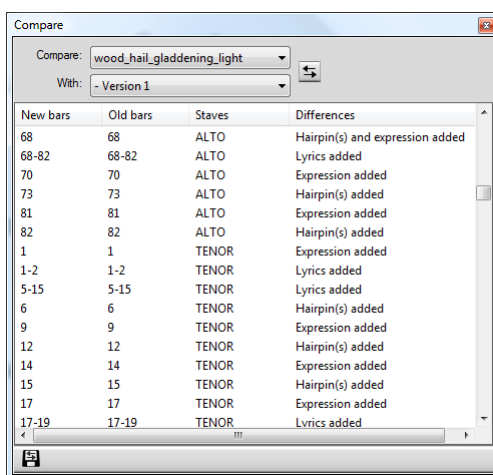 Compare
Compare: wood_hail_gladdening_light
With: - Version 1
New bars Old bars Staves Differences
68 68 ALTO Hairpin(s) and expression added
68-82 68-82 ALTO Lyrics added
70 70 ALTO Expression added
73 73 ALTO Hairpin(s) added
81 81 ALTO Expression added
82 82 ALTO Hairpin(s) added
1 1 TENOR Expression added
1-2 1-2 TENOR Lyrics added
5-15 5-15 TENOR Lyrics added
6 6 TENOR Hairpin(s) added
9 9 TENOR Expression added
12 12 TENOR Hairpin(s) added
14 14 TENOR Expression added
15 15 TENOR Hairpin(s) added
17 17 TENOR Expression added
17-19 17-19 TENOR Lyrics added